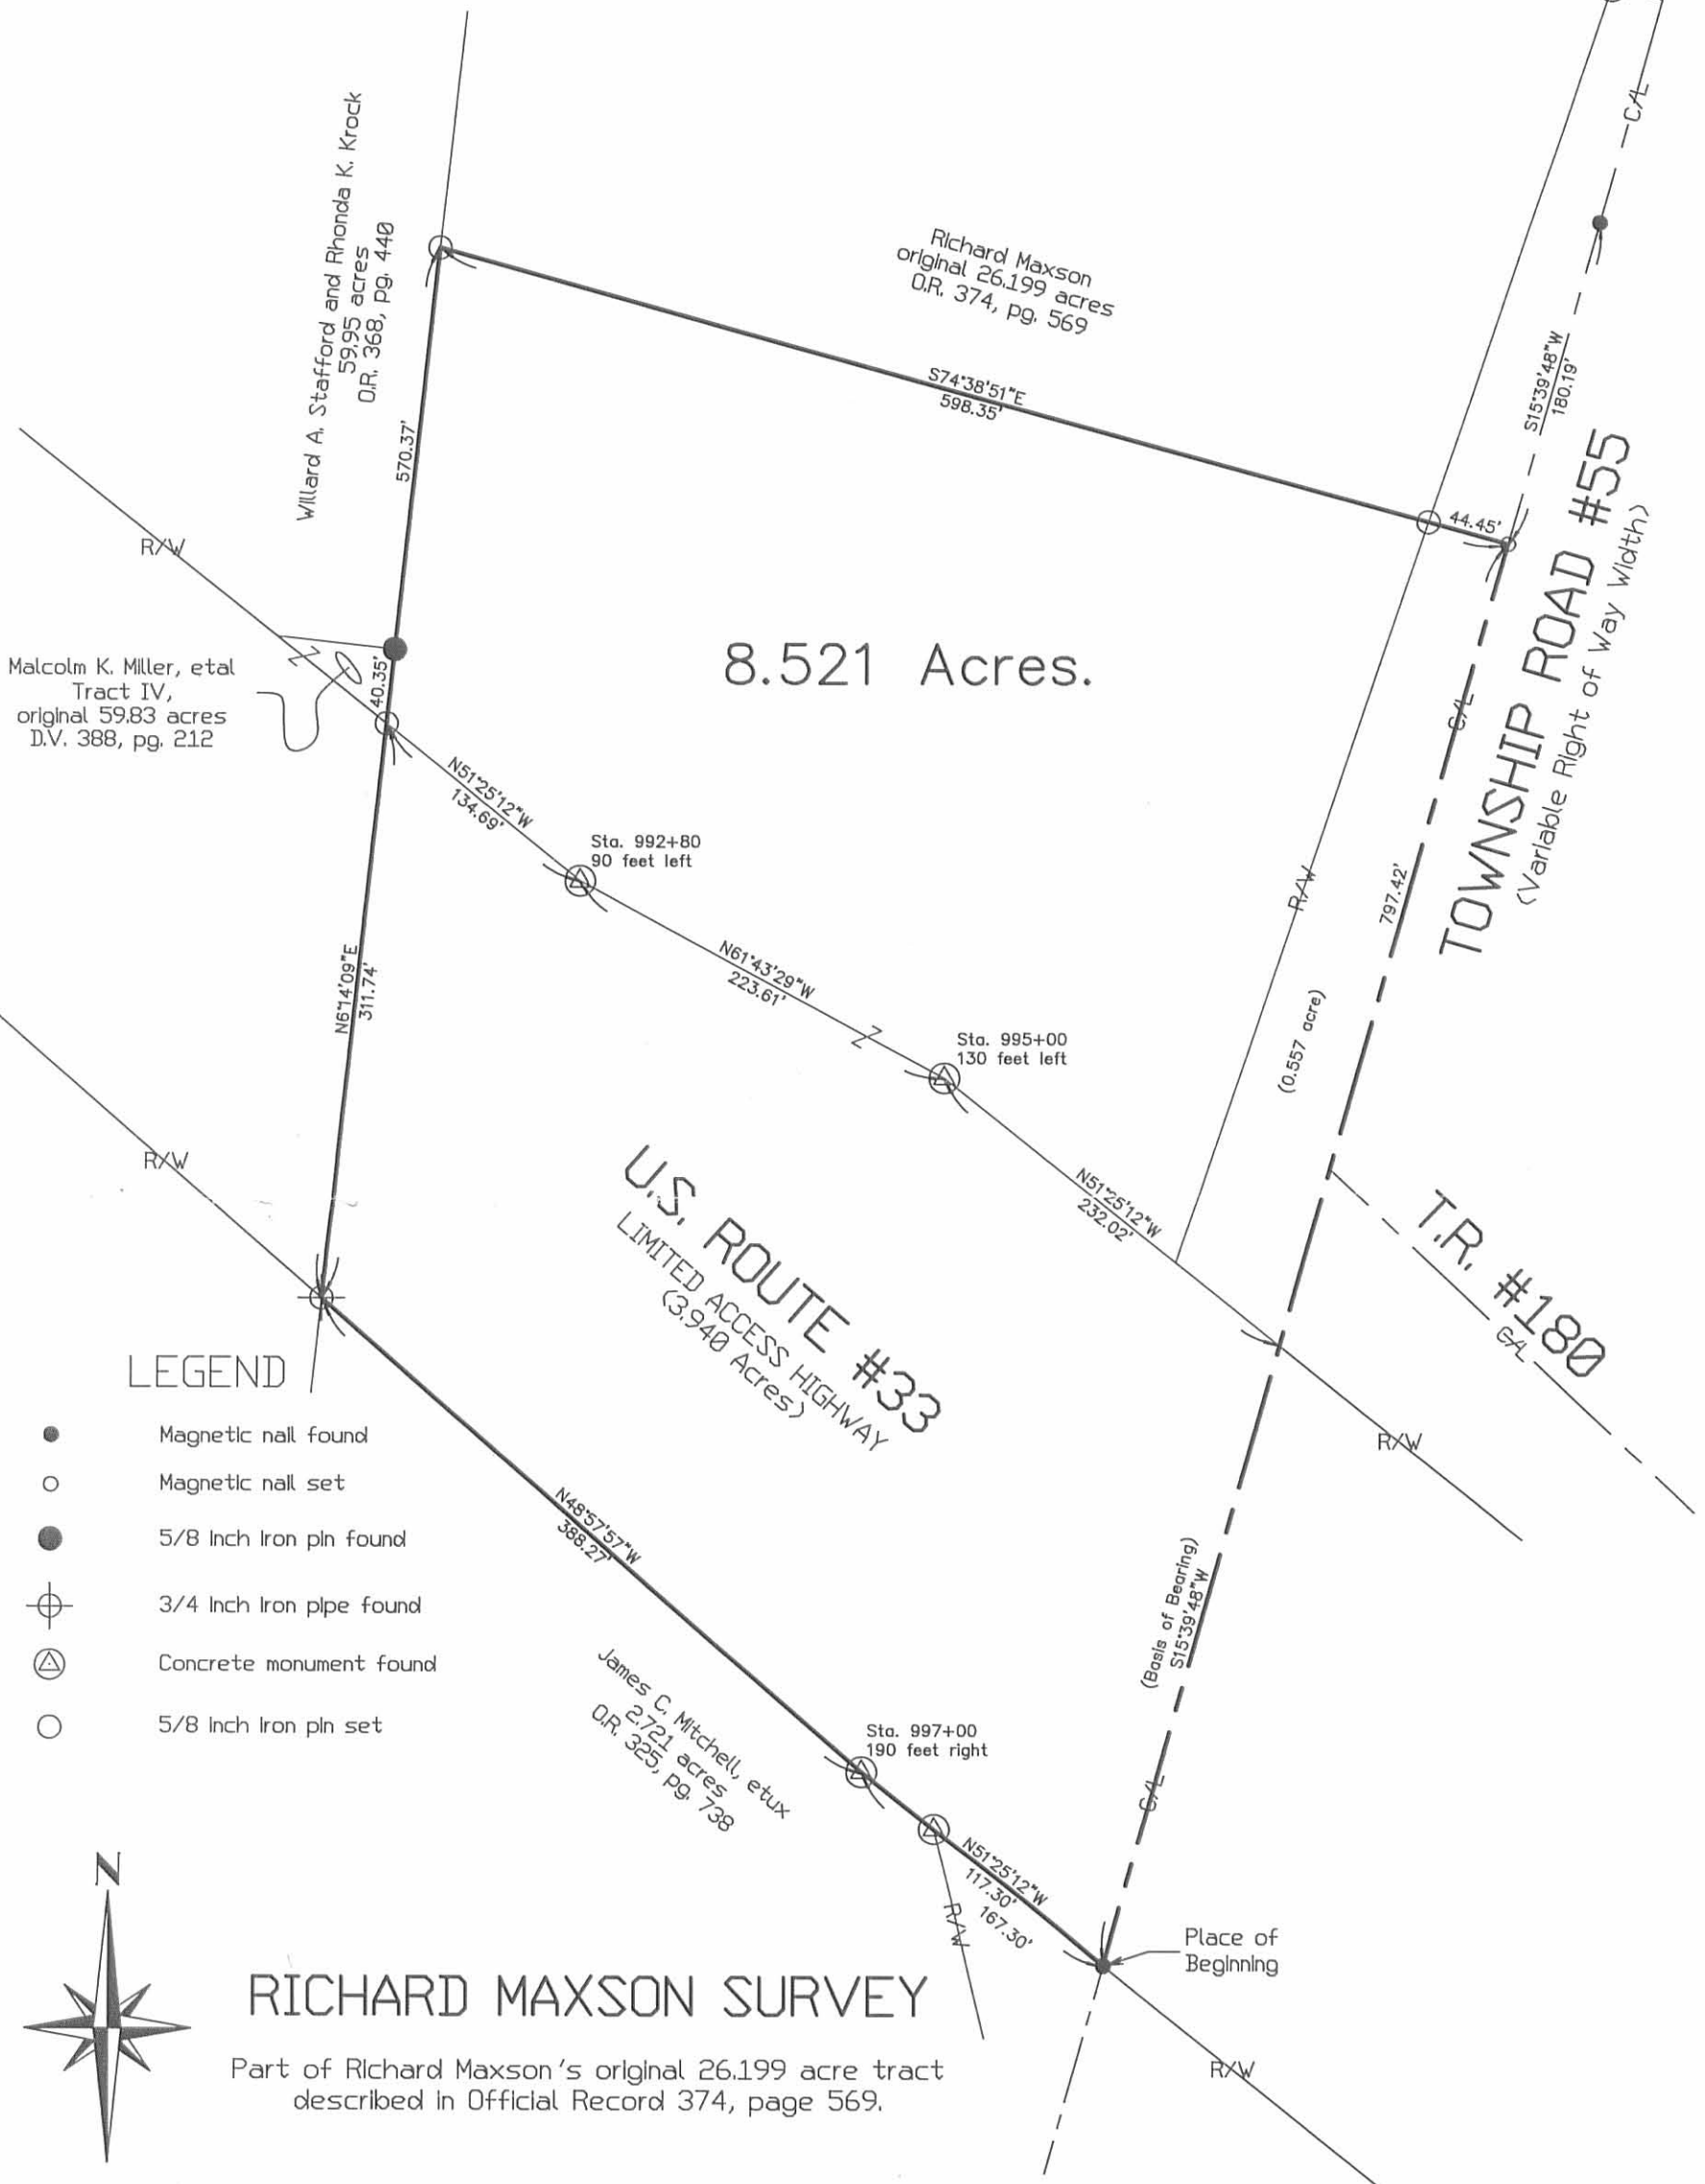 C/L
Willard A. Stafford and Rhonda K. Krock
59.95 acres
O.R. 368, pg. 440
Richard Maxson
original 26.199 acres
O.R. 374, pg. 569
S74°38'51"E
598.35'
S15°39'48"W
180.19'
570.37'
44.45'
TOWNSHIP ROAD #55
(Variable Right of Way Width)
R/W
8.521 Acres.
Malcolm K. Miller, etal
Tract IV,
original 59.83 acres
D.V. 388, pg. 212
40.35'
C/L
N51°25'12"W
134.69'
Sta. 992+80
90 feet left
R/W
797.42'
N6°14'09"E
311.74'
N61°43'29"W
223.61'
Sta. 995+00
130 feet left
(0.557 acre)
R/W
N51°25'12"W
232.02'
U.S. ROUTE #33
LIMITED ACCESS HIGHWAY
(3.940 Acres)
T.R. #180
C/L
R/W
LEGEND
Magnetic nail found
Magnetic nail set
5/8 inch iron pin found
3/4 inch iron pipe found
Concrete monument found
5/8 inch iron pin set
N48°57'57"W
388.27'
(Basis of Bearing)
S15°39'48"W
James C. Mitchell, etux
2.721 acres
O.R. 325, pg. 738
Sta. 997+00
190 feet right
C/L
N51°25'12"W
117.30'
167.30'
R/W
Place of
Beginning
N
RICHARD MAXSON SURVEY
Part of Richard Maxson's original 26.199 acre tract
described in Official Record 374, page 569.
R/W